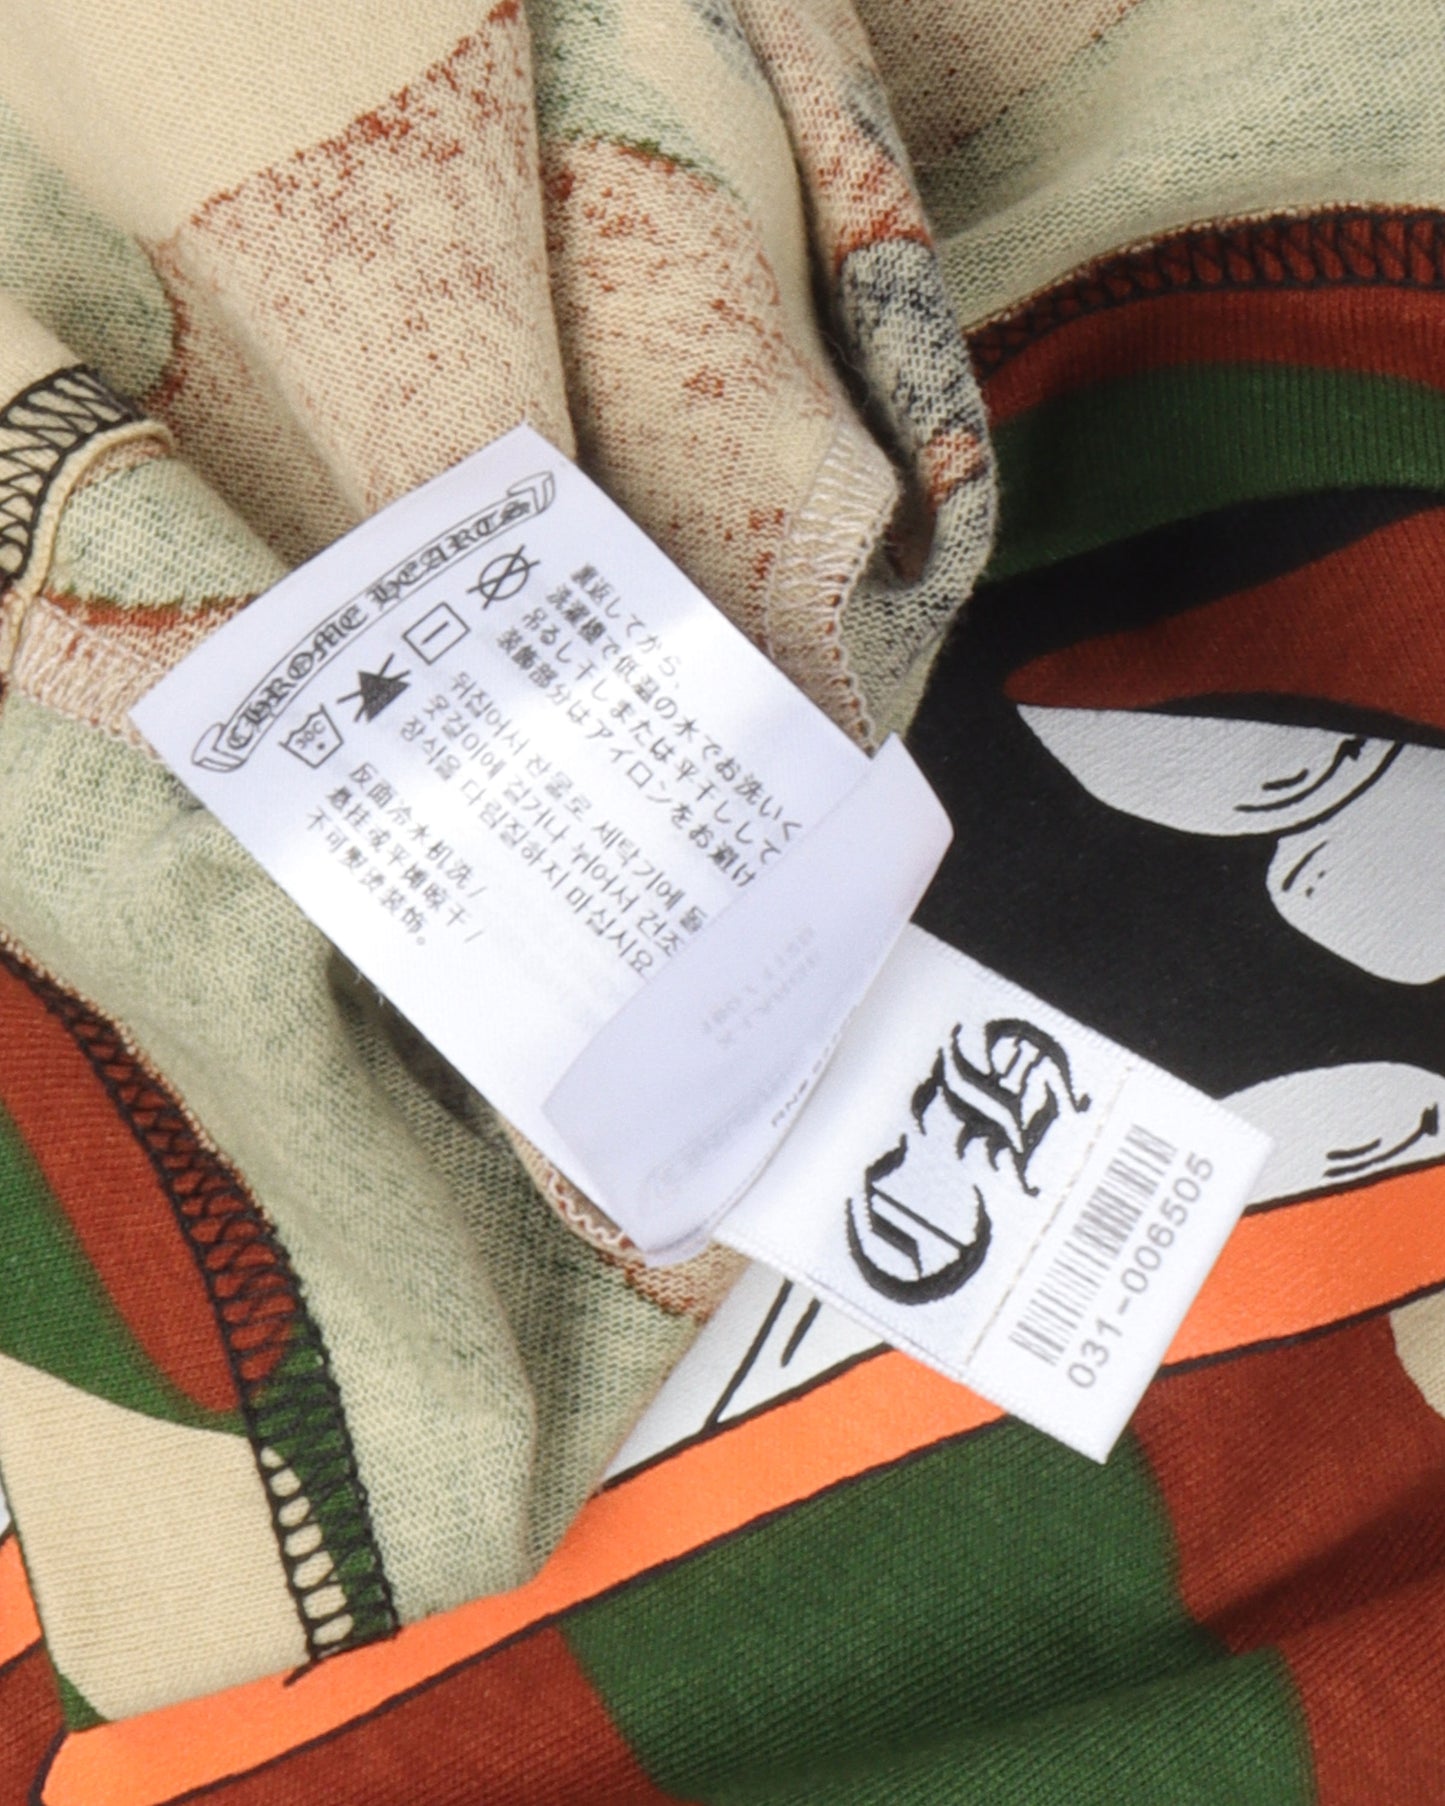 CHROME HEARTS
裏返してから、
洗濯機で低温の水でお洗いく
吊るし干しまたは平干しして
装飾部分はアイロンをお避け
뒤집어서 찬물로 세탁기에 돌
옷걸이에 걸거나 뉘어서 건조
장식을 다림질하지 마십시요
反面冷水机洗/
悬挂或平摊晾干/
不可熨烫装饰。
30C
CH
031-006505